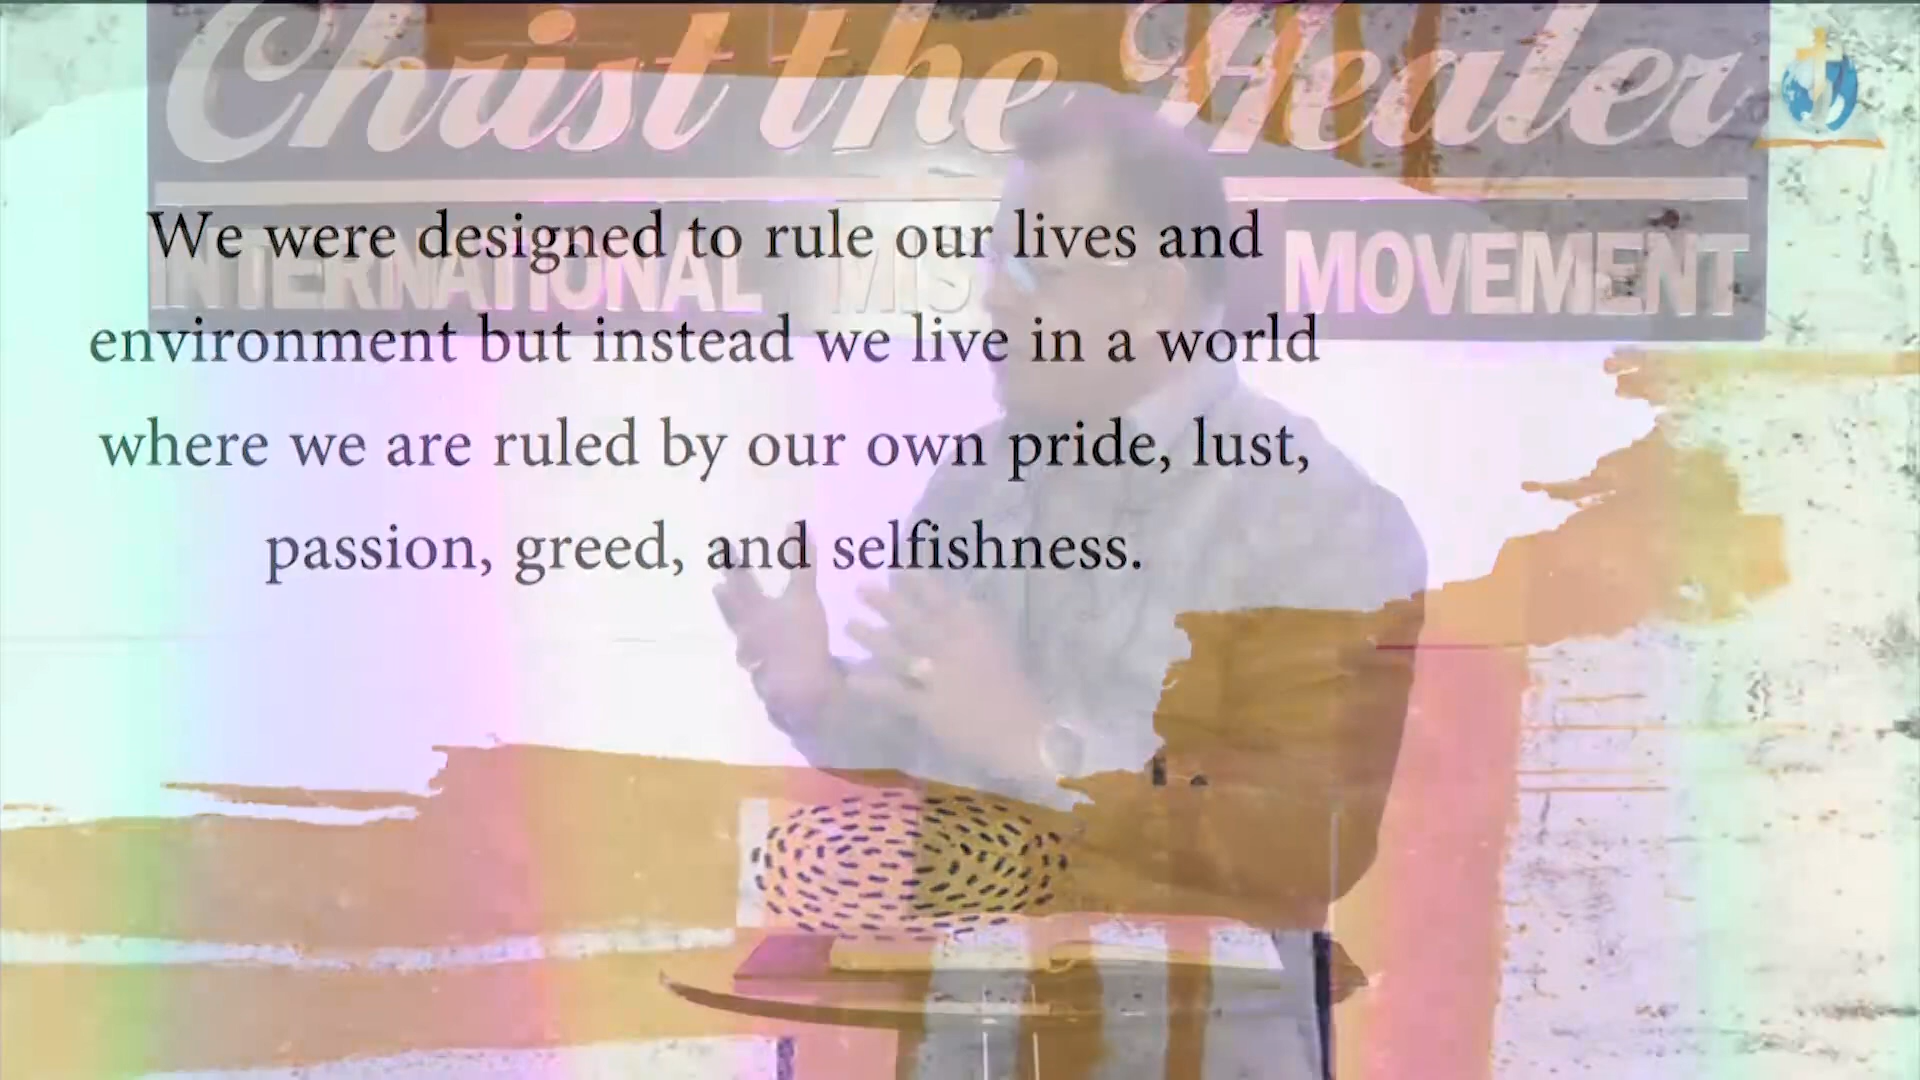 Christ the Healer
INTERNATIONAL MIS MOVEMENT
We were designed to rule our lives and
environment but instead we live in a world
where we are ruled by our own pride, lust,
passion, greed, and selfishness.